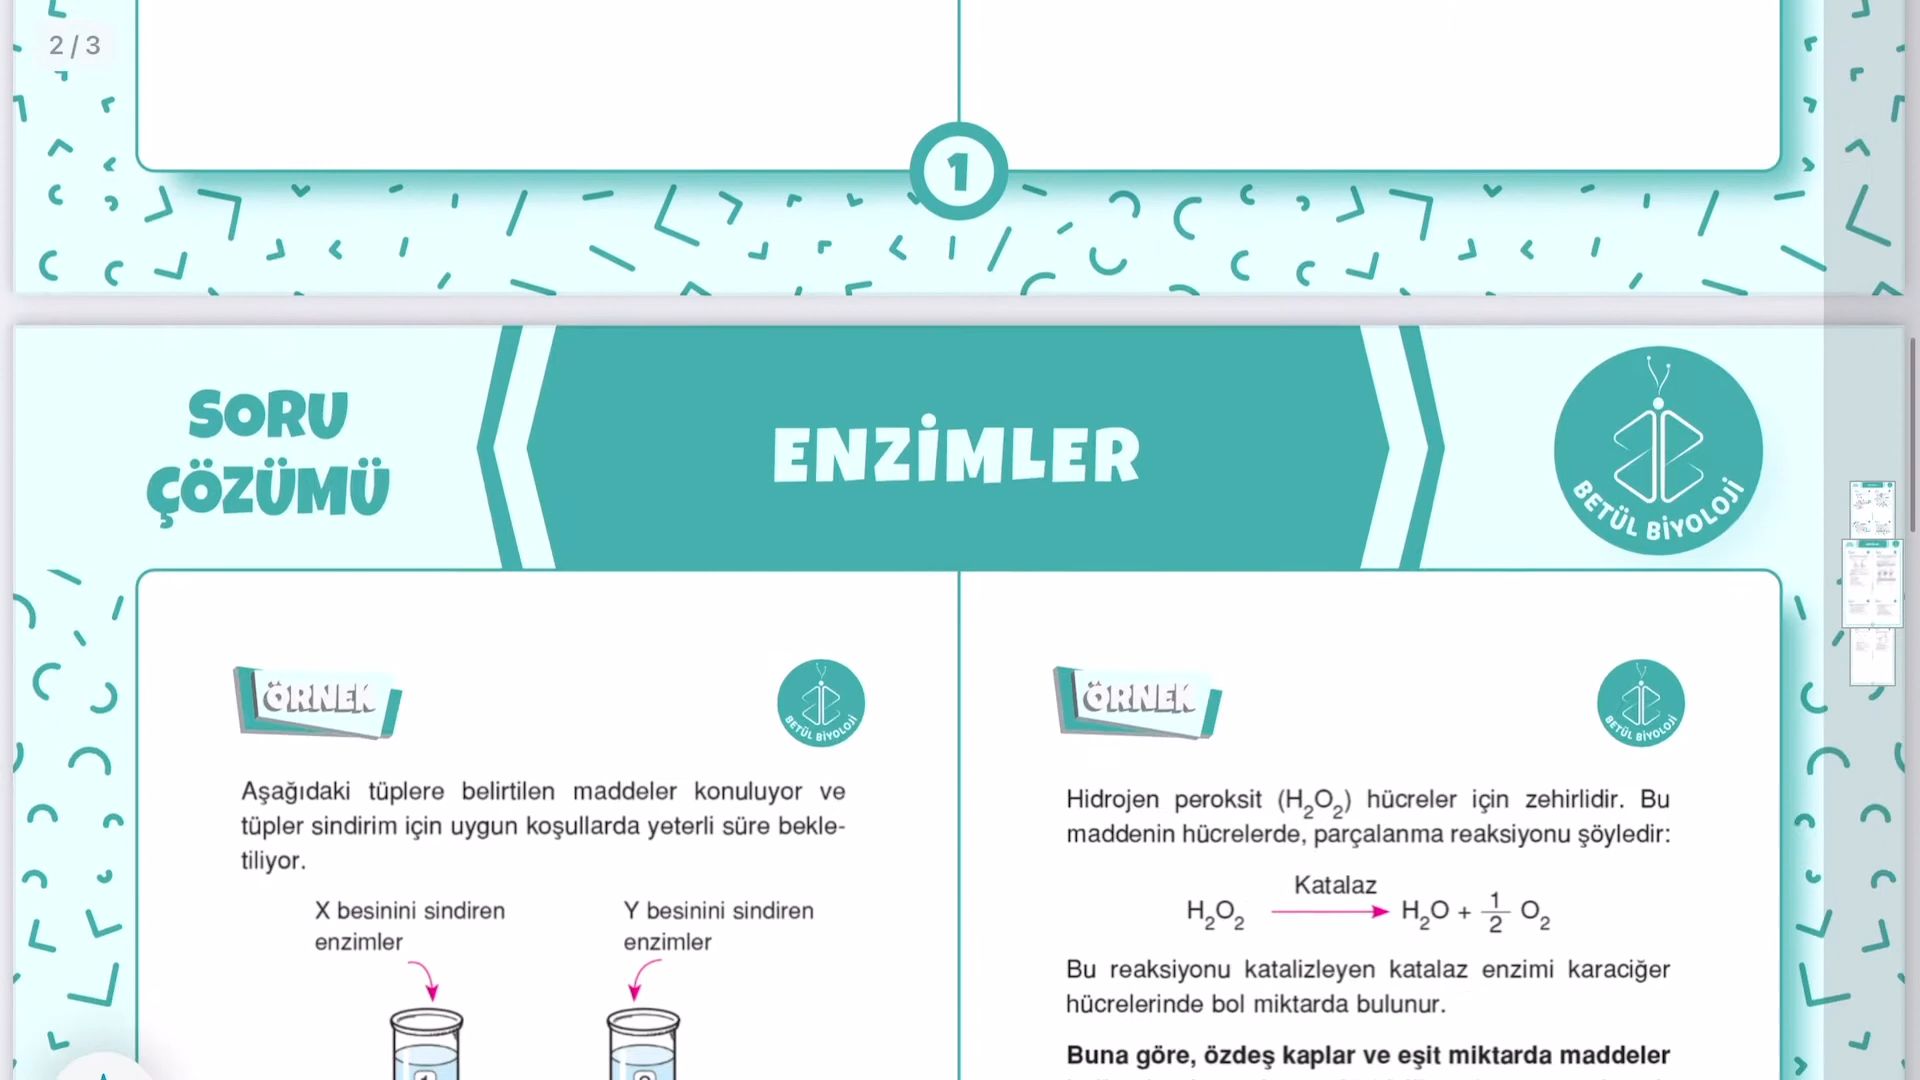 2 / 3
1
SORU
ÇÖZÜMÜ
ENZİMLER
BETÜL BİYOLOJİ
ÖRNEK
BETÜL BİYOLOJİ
Aşağıdaki tüplere belirtilen maddeler konuluyor ve
tüpler sindirim için uygun koşullarda yeterli süre bekle-
tiliyor.
X besinini sindiren
enzimler
Y besinini sindiren
enzimler
ÖRNEK
BETÜL BİYOLOJİ
Hidrojen peroksit (H₂O₂) hücreler için zehirlidir. Bu
maddenin hücrelerde, parçalanma reaksiyonu şöyledir:
Katalaz
H₂O₂ → H₂O + 1/2 O₂
Bu reaksiyonu katalizleyen katalaz enzimi karaciğer
hücrelerinde bol miktarda bulunur.
Buna göre, özdeş kaplar ve eşit miktarda maddeler